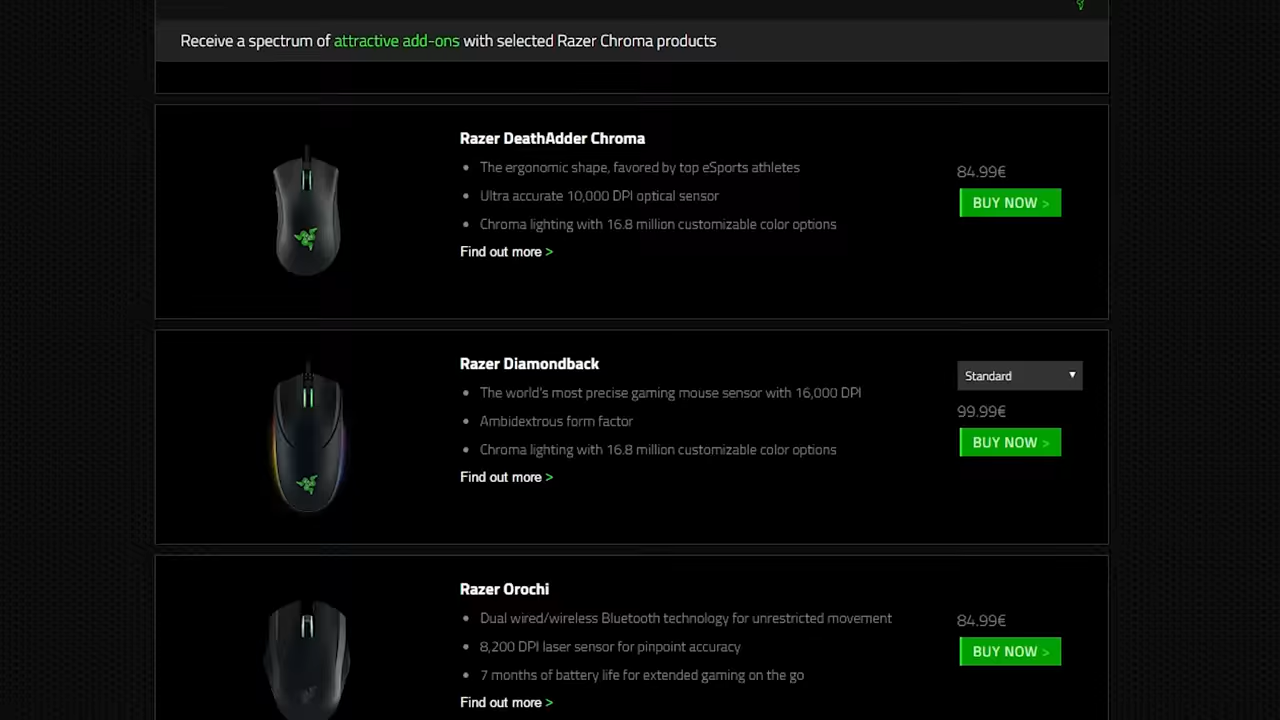 Receive a spectrum of attractive add-ons with selected Razer Chroma products
Razer DeathAdder Chroma
The ergonomic shape, favored by top eSports athletes
Ultra accurate 10,000 DPI optical sensor
Chroma lighting with 16.8 million customizable color options
Find out more >
84.99€
BUY NOW >
Razer Diamondback
The world's most precise gaming mouse sensor with 16,000 DPI
Ambidextrous form factor
Chroma lighting with 16.8 million customizable color options
Find out more >
Standard
99.99€
BUY NOW >
Razer Orochi
Dual wired/wireless Bluetooth technology for unrestricted movement
8,200 DPI laser sensor for pinpoint accuracy
7 months of battery life for extended gaming on the go
Find out more >
84.99€
BUY NOW >